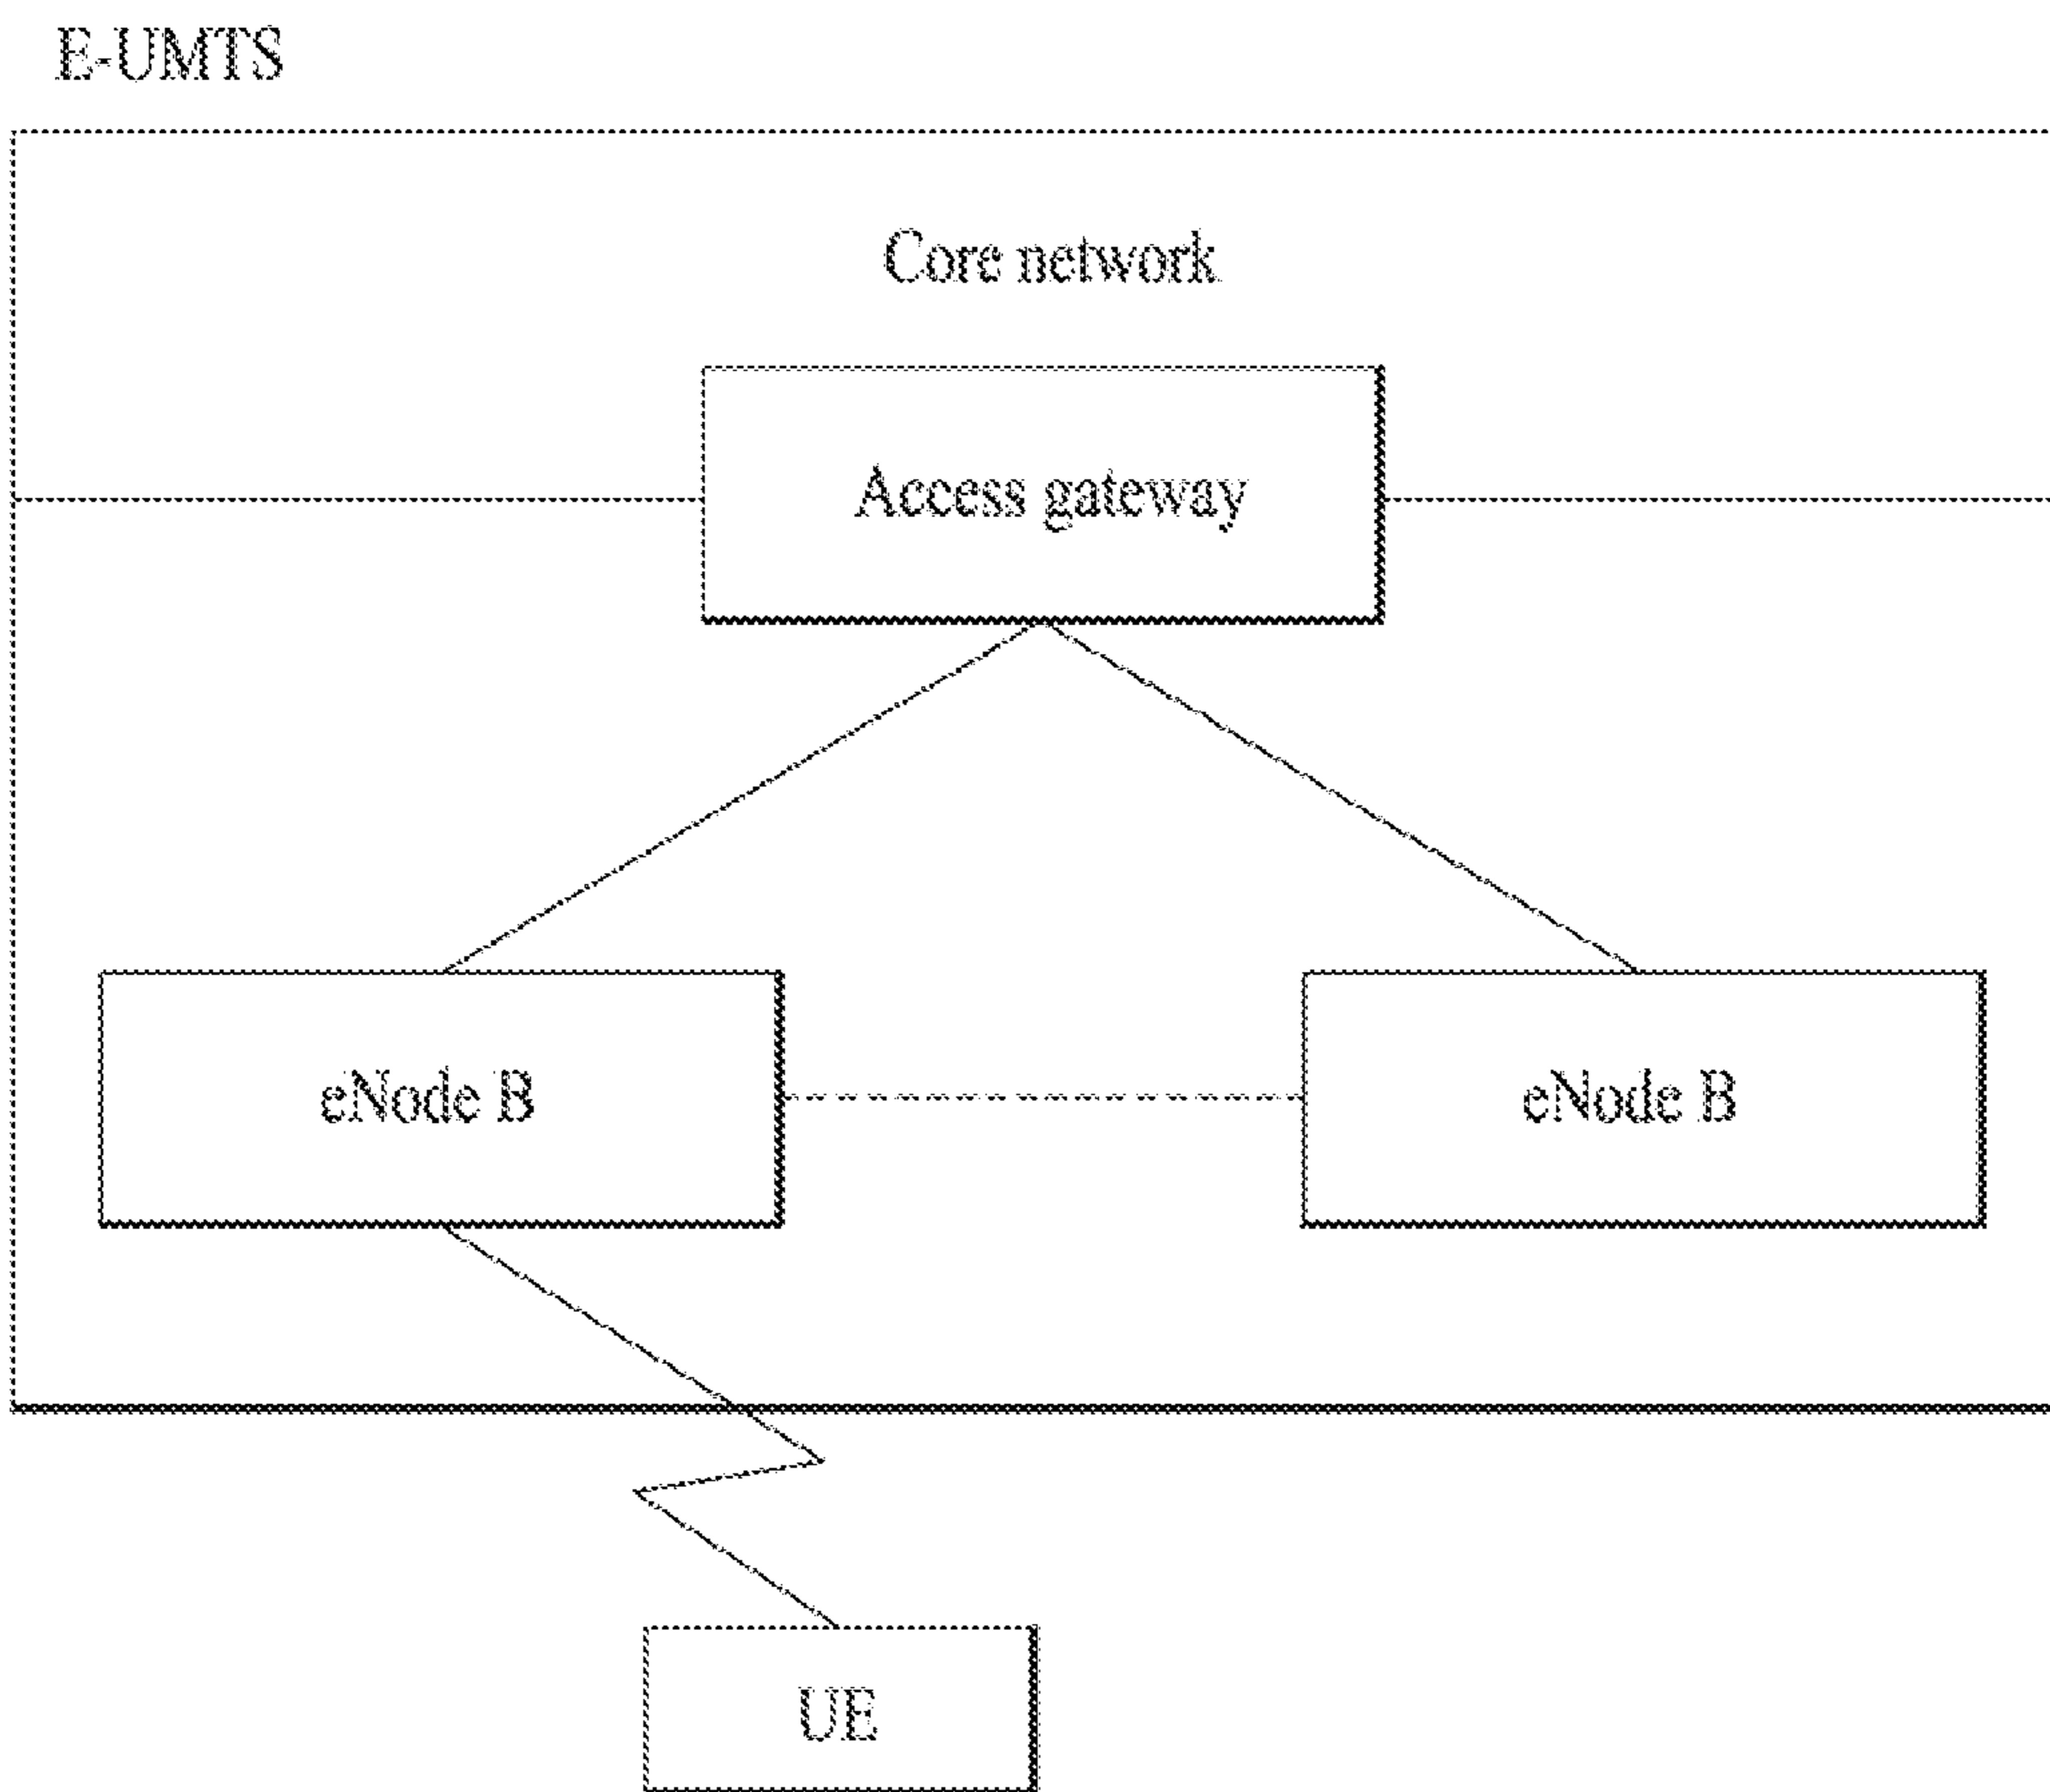 E-UMTS
Core network
Access gateway
eNode B
eNode B
UE